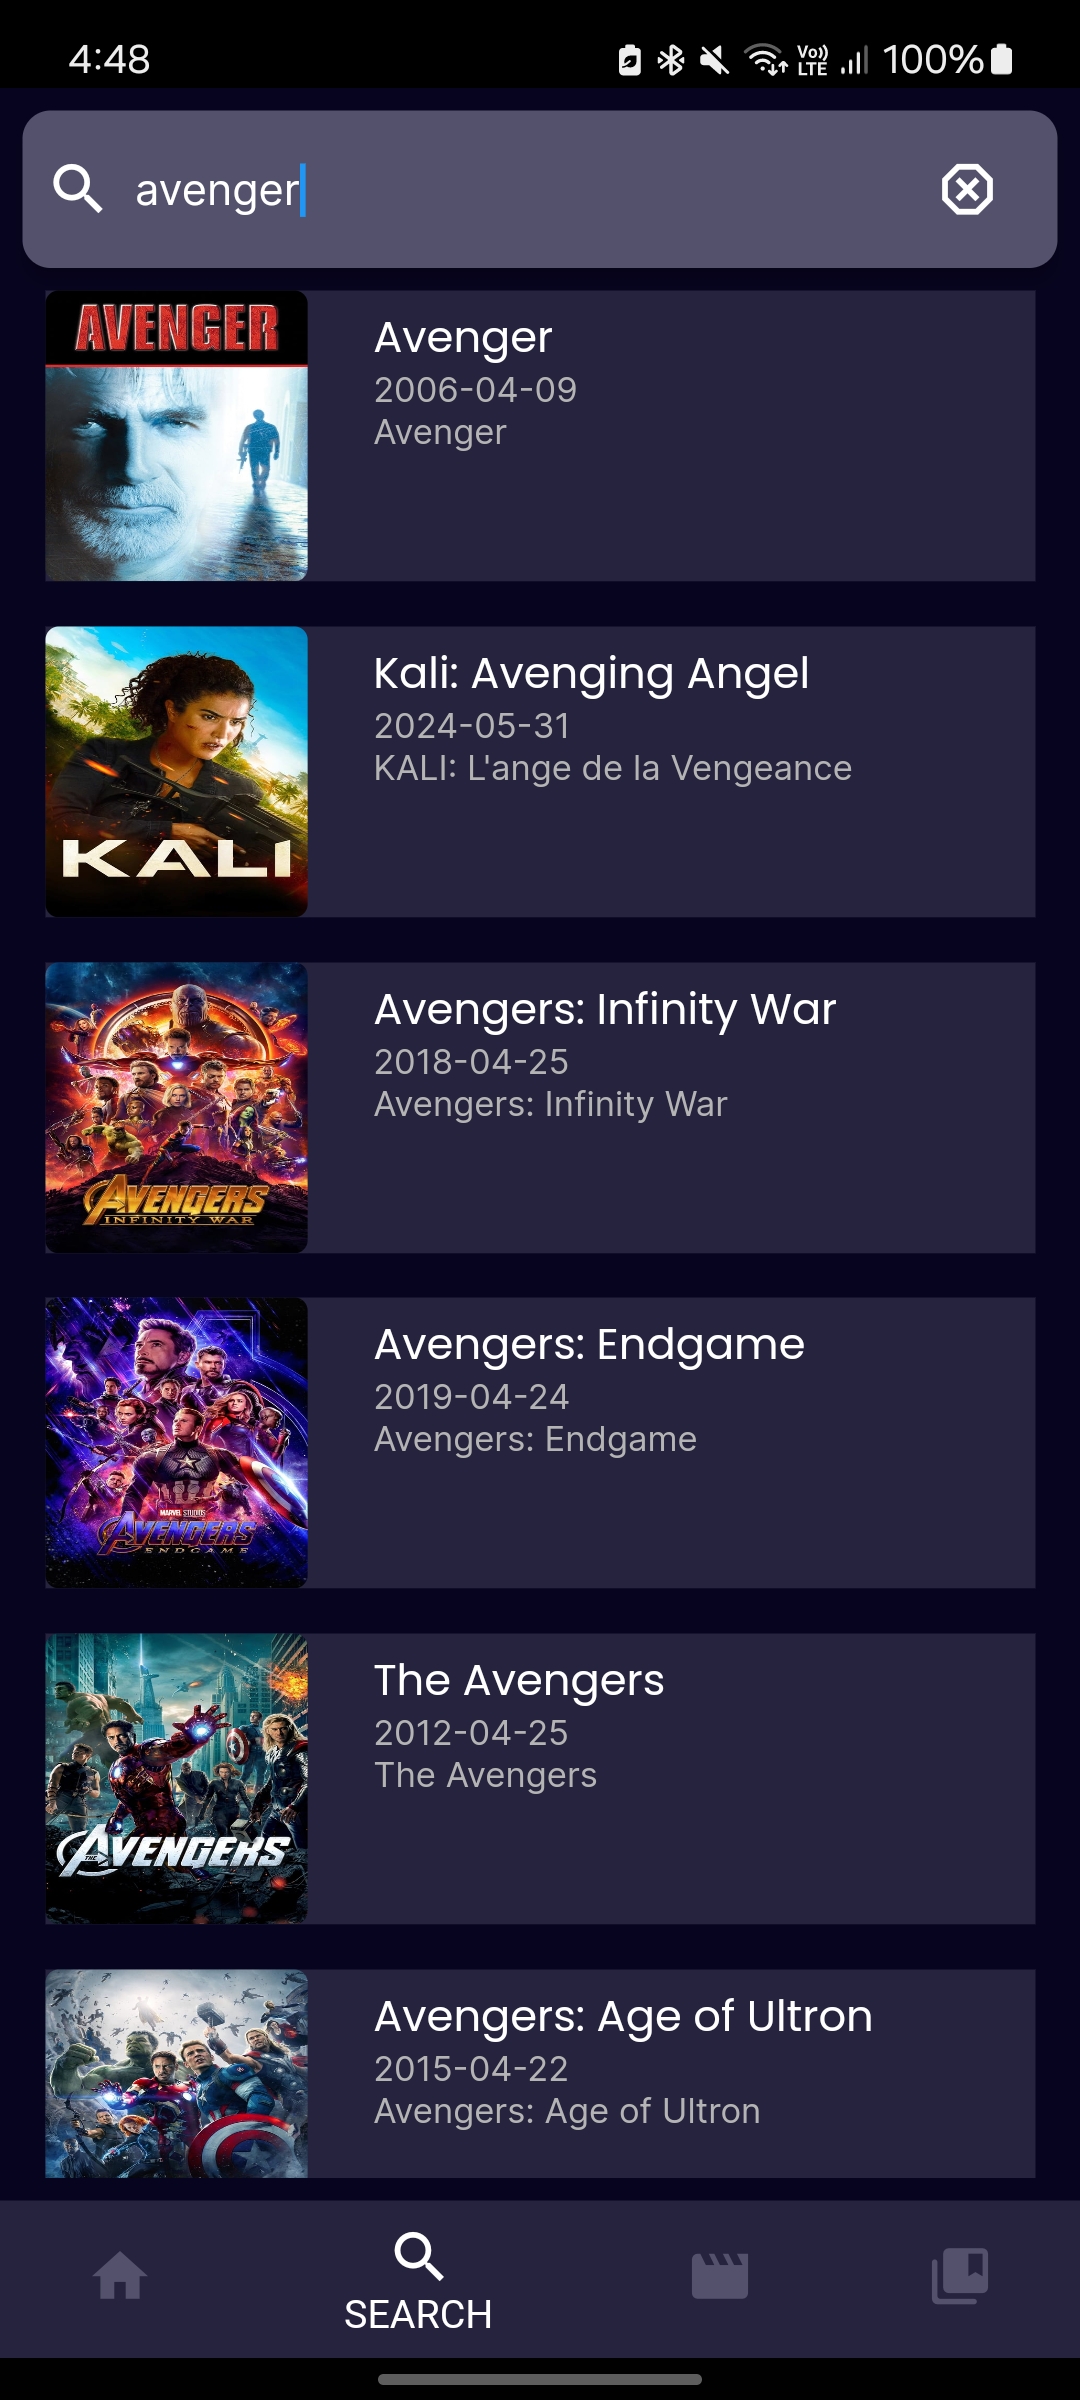 4:48
Vo)) LTE 100%
avenger
AVENGER
Avenger
2006-04-09
Avenger
KALI
Kali: Avenging Angel
2024-05-31
KALI: L'ange de la Vengeance
AVENGERS
INFINITY WAR
Avengers: Infinity War
2018-04-25
Avengers: Infinity War
MARVEL STUDIOS
AVENGERS
ENDGAME
Avengers: Endgame
2019-04-24
Avengers: Endgame
THE AVENGERS
The Avengers
2012-04-25
The Avengers
Avengers: Age of Ultron
2015-04-22
Avengers: Age of Ultron
SEARCH